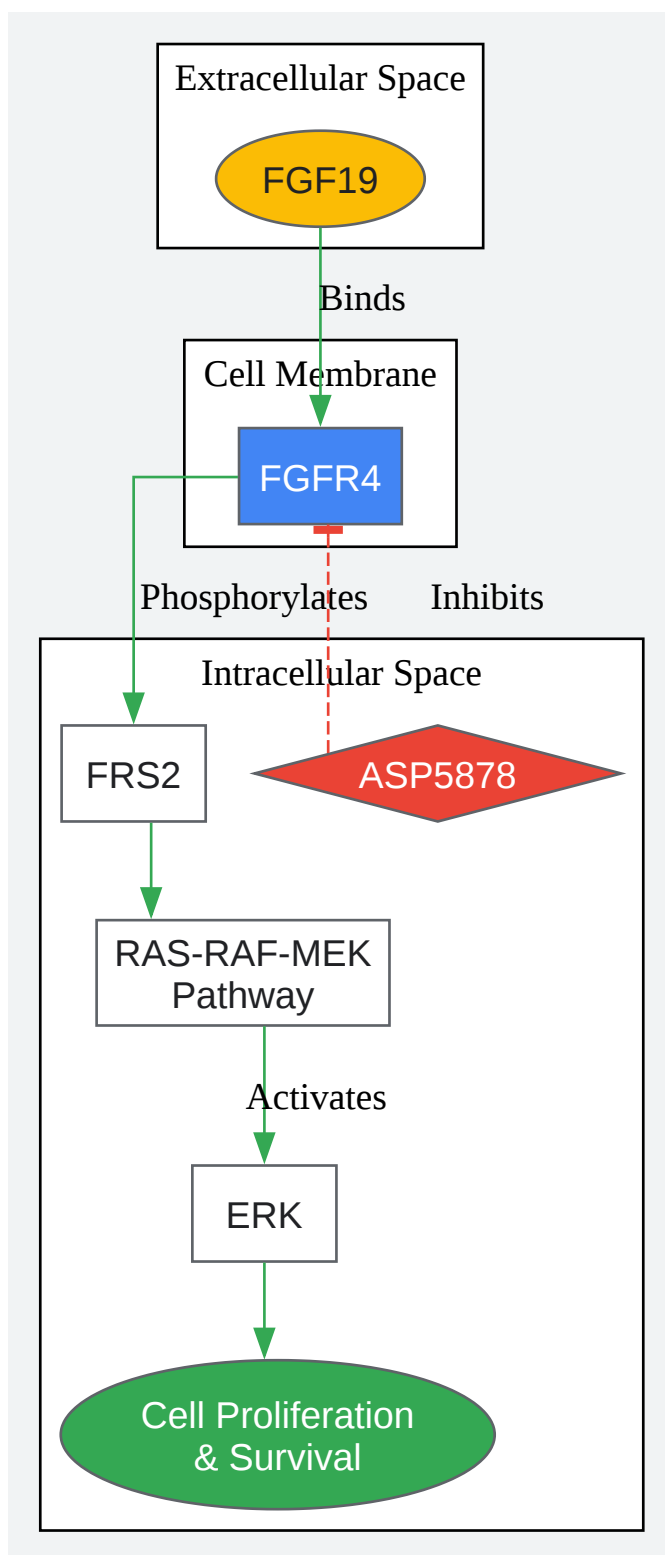 Extracellular Space
FGF19
Binds
Cell Membrane
FGFR4
Phosphorylates
Inhibits
Intracellular Space
FRS2
ASP5878
RAS-RAF-MEK
Pathway
Activates
ERK
Cell Proliferation
& Survival